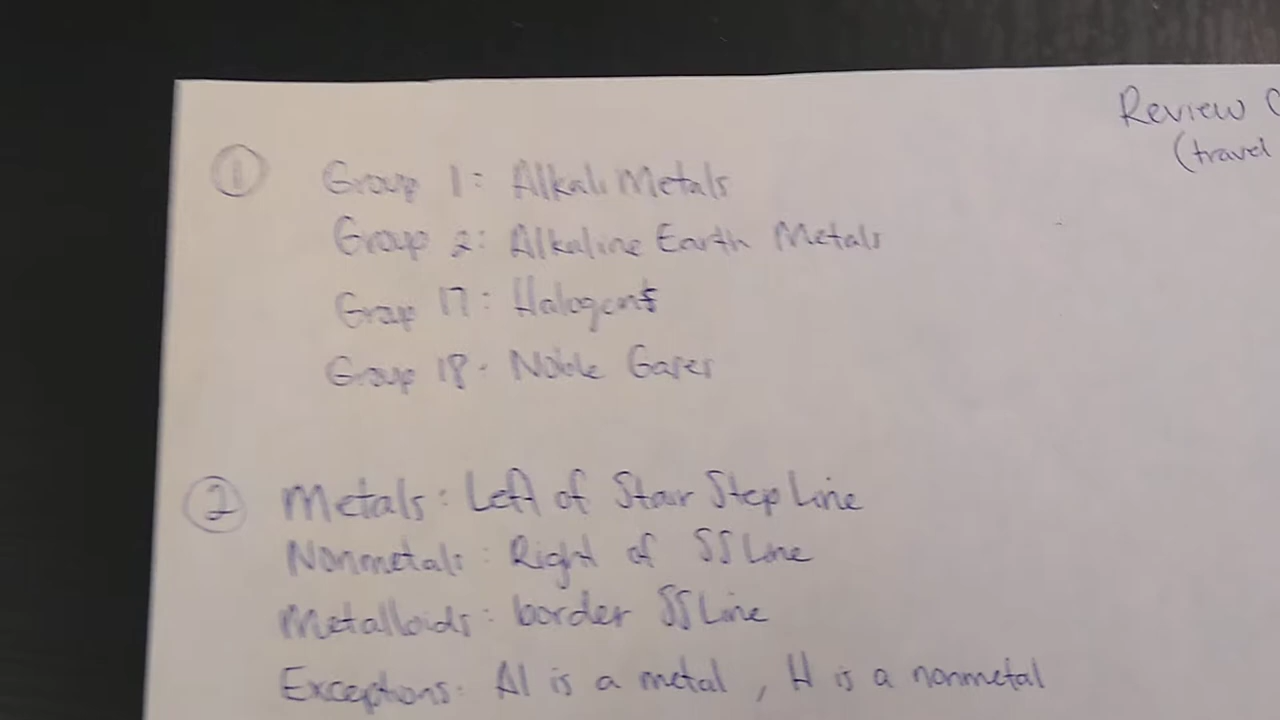 Review
(travel
① Group 1: Alkali Metals
Group 2: Alkaline Earth Metals
Group 17: Halogens
Group 18: Noble Gases
② Metals: Left of Stair Step Line
Nonmetals: Right of SS Line
Metalloids: border SS Line
Exceptions: Al is a metal, H is a nonmetal